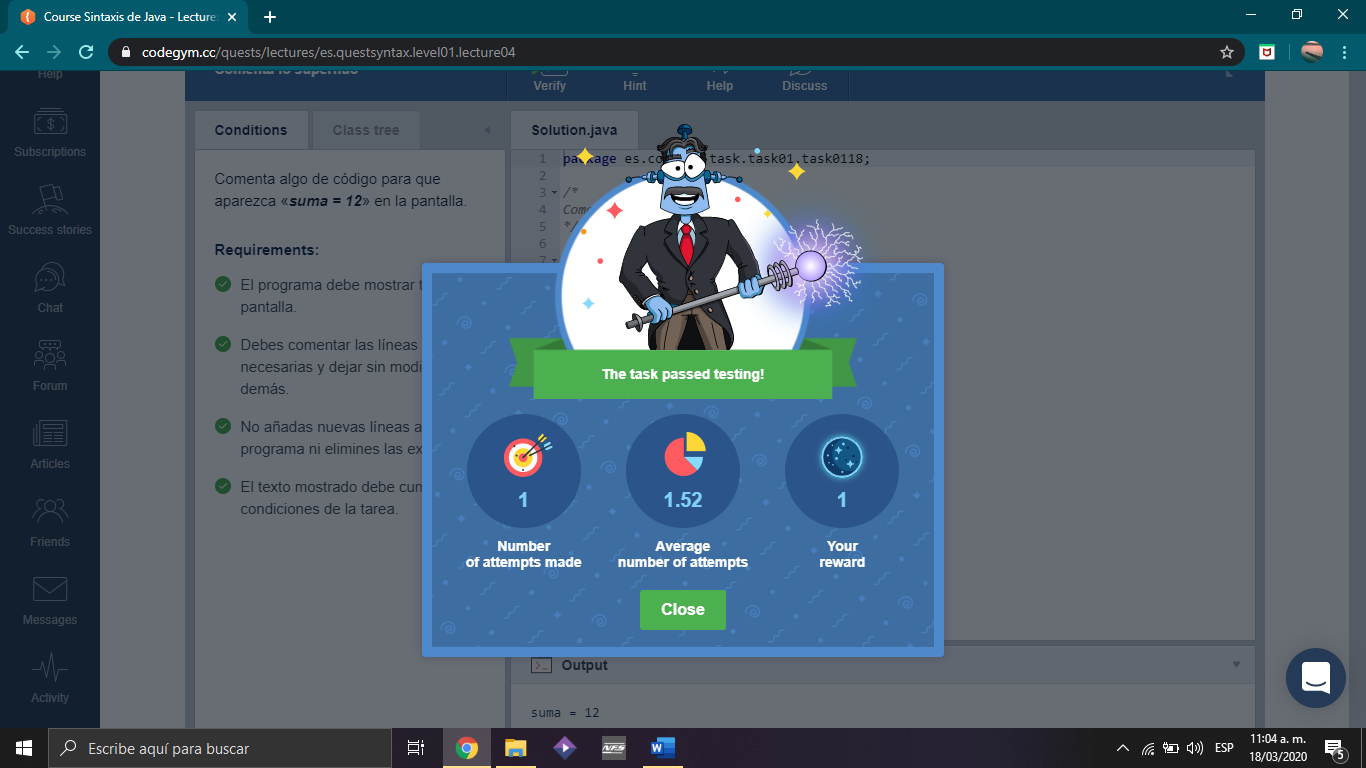 Course Sintaxis de Java - Lecture:
codegym.cc/quests/lectures/es.questsyntax.level01.lecture04
Help
Subscriptions
Success stories
Chat
Forum
Articles
Friends
Messages
Activity
Comenta lo superfluo
Verify
Hint
Help
Discuss
Conditions
Class tree
Comenta algo de código para que
aparezca «suma = 12» en la pantalla.
Requirements:
El programa debe mostrar
pantalla.
Debes comentar las líneas
necesarias y dejar sin
demás.
No añadas nuevas líneas
programa ni elimines las
El texto mostrado debe
condiciones de la tarea.
Solution.java
1 package es.co task.task01.task0118;
2
3 /*
4
5 */
6
7
The task passed testing!
1
Number
of attempts made
1.52
Average
number of attempts
1
Your
reward
Close
Output
suma = 12
Escribe aquí para buscar
NFS
W
ESP
11:04 a. m.
18/03/2020
5